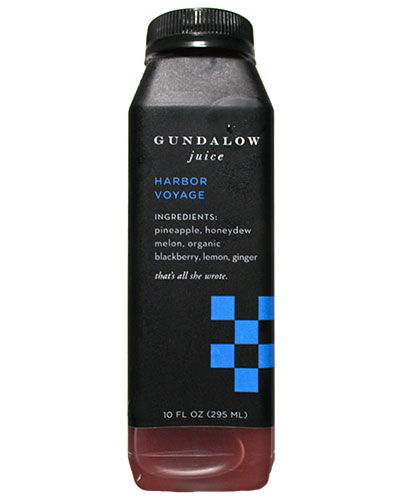 GUNDALOW
juice
HARBOR
VOYAGE
INGREDIENTS:
pineapple, honeydew
melon, organic
blackberry, lemon, ginger
that's all she wrote.
10 FL OZ (295 ML)